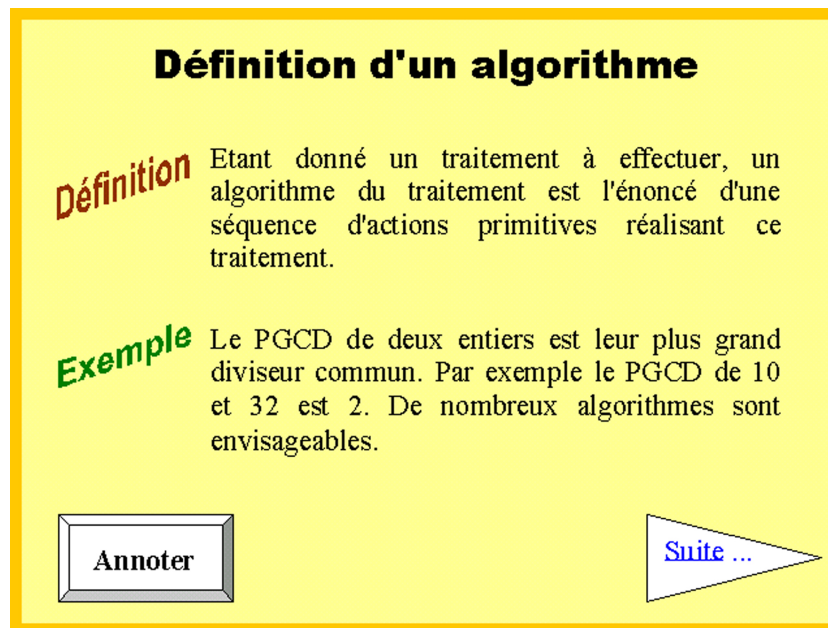 Définition d'un algorithme
Définition
Etant donné un traitement à effectuer, un
algorithme du traitement est l'énoncé d'une
séquence d'actions primitives réalisant ce
traitement.
Exemple
Le PGCD de deux entiers est leur plus grand
diviseur commun. Par exemple le PGCD de 10
et 32 est 2. De nombreux algorithmes sont
envisageables.
Annoter
Suite ...